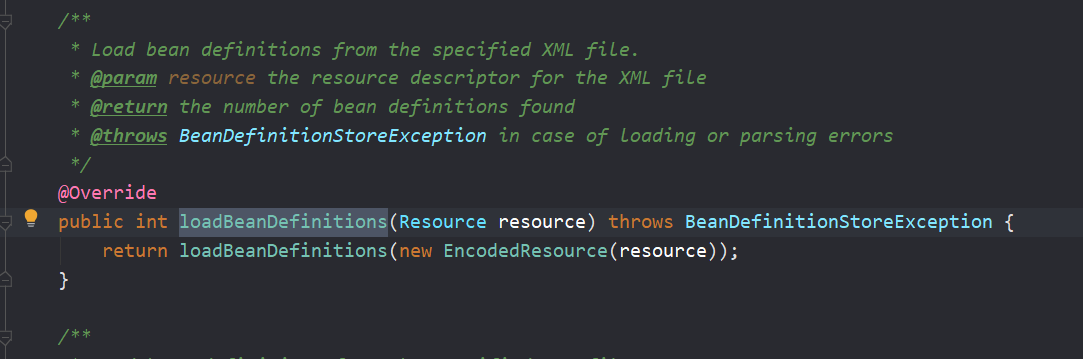 /**
* Load bean definitions from the specified XML file.
* @param resource the resource descriptor for the XML file
* @return the number of bean definitions found
* @throws BeanDefinitionStoreException in case of loading or parsing errors
*/
@Override
public int loadBeanDefinitions(Resource resource) throws BeanDefinitionStoreException {
return loadBeanDefinitions(new EncodedResource(resource));
}
/**